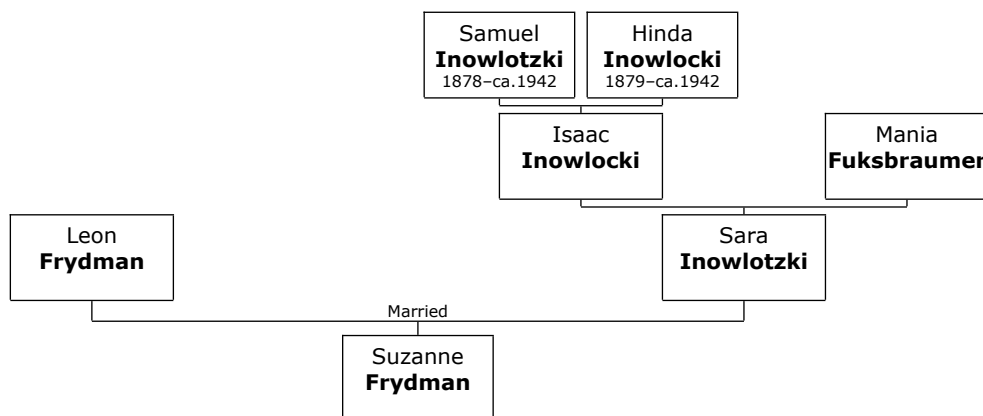 Samuel
Inowlotzki
1878–ca.1942
Hinda
Inowlocki
1879–ca.1942
Isaac
Inowlocki
Mania
Fuksbraumer
Leon
Frydman
Sara
Inowlotzki
Married
Suzanne
Frydman